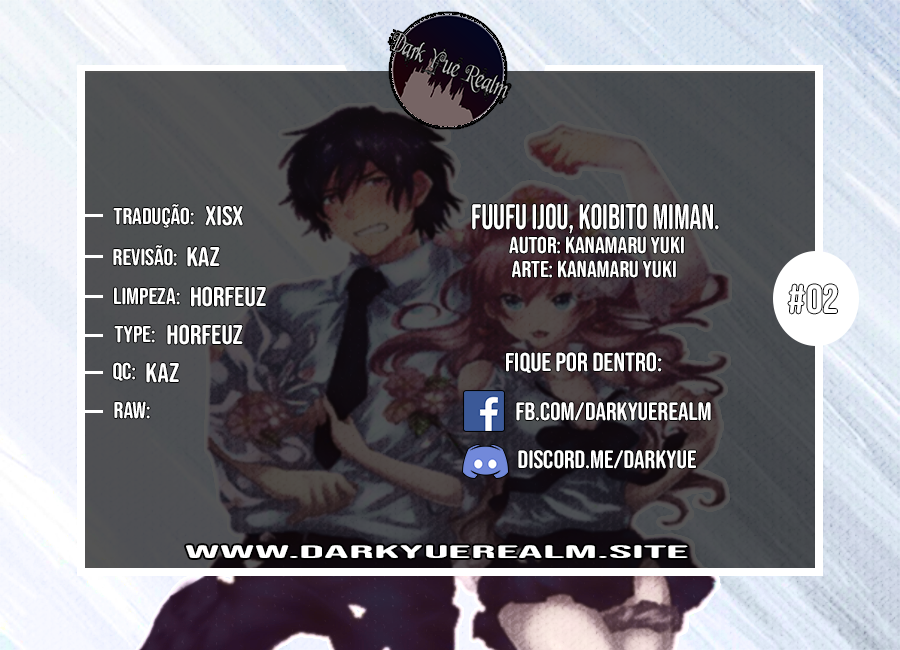 Dark Yue Realm
TRADUÇÃO: XISX
REVISÃO: KAZ
LIMPEZA: HORFEUZ
TYPE: HORFEUZ
QC: KAZ
RAW:
FUUFU IJOU, KOIBITO MIMAN.
AUTOR: KANAMARU YUKI
ARTE: KANAMARU YUKI
#02
FIQUE POR DENTRO:
FB.COM/DARKYUEREALM
DISCORD.ME/DARKYUE
WWW.DARKYUEREALM.SITE